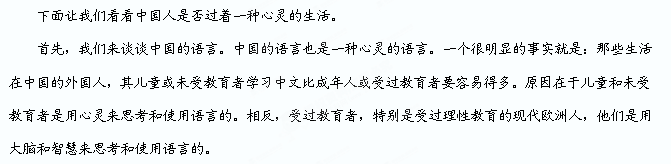 下面让我们看看中国人是否过着一种心灵的生活。
首先，我们来谈谈中国的语言。中国的语言也是一种心灵的语言。一个很明显的事实就是：那些生活
在中国的外国人，其儿童或未受教育者学习中文比成年人或受过教育者要容易得多。原因在于儿童和未受
教育者是用心灵来思考和使用语言的。相反，受过教育者，特别是受过理性教育的现代欧洲人，他们是用
大脑和智慧来思考和使用语言的。